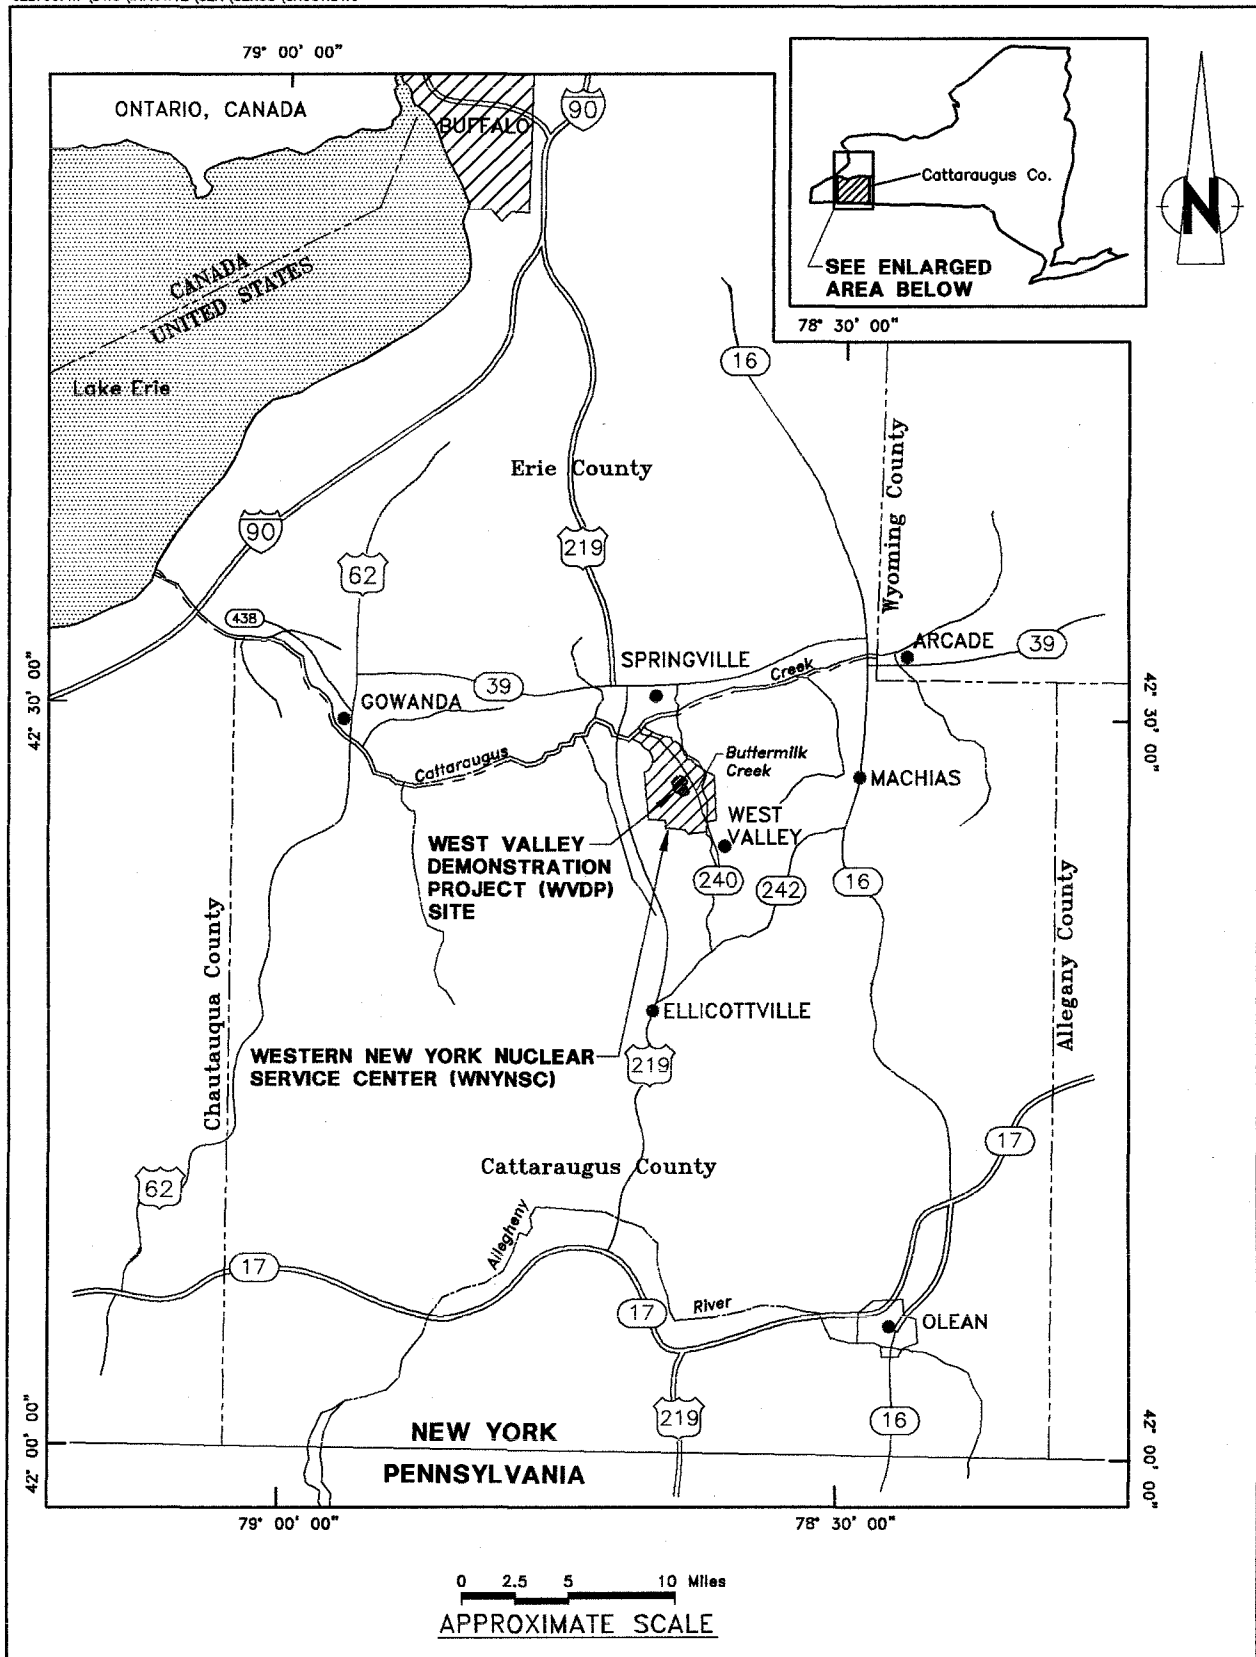 79° 00' 00"
ONTARIO, CANADA
BUFFALO
90
Cattaraugus Co.
N
SEE ENLARGED
AREA BELOW
CANADA
UNITED STATES
78° 30' 00"
16
Lake Erie
Erie County
Wyoming County
90
219
62
438
ARCADE
39
SPRINGVILLE
Creek
42° 30' 00"
39
GOWANDA
42° 30' 00"
Cattaraugus
Buttermilk
Creek
MACHIAS
WEST
VALLEY
WEST VALLEY
DEMONSTRATION
PROJECT (WVDP)
SITE
240
242
16
Chautauqua County
Allegany County
ELLICOTTVILLE
WESTERN NEW YORK NUCLEAR
SERVICE CENTER (WNYNSC)
219
17
Cattaraugus County
62
Allegheny
17
17
River
OLEAN
219
16
42° 00' 00"
NEW YORK
PENNSYLVANIA
42° 00' 00"
79° 00' 00"
78° 30' 00"
0 2.5 5 10 Miles
APPROXIMATE SCALE